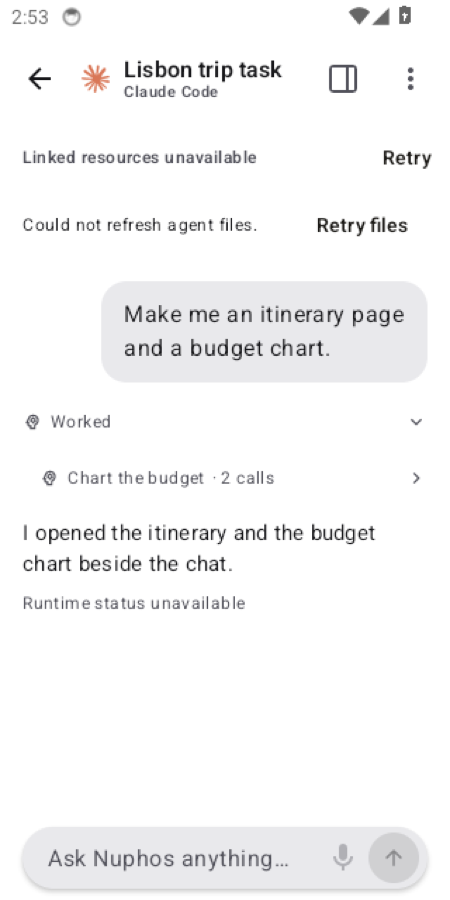 2:53
Lisbon trip task
Claude Code
Linked resources unavailable
Retry
Could not refresh agent files.
Retry files
Make me an itinerary page
and a budget chart.
Worked
Chart the budget · 2 calls
I opened the itinerary and the budget
chart beside the chat.
Runtime status unavailable
Ask Nuphos anything...